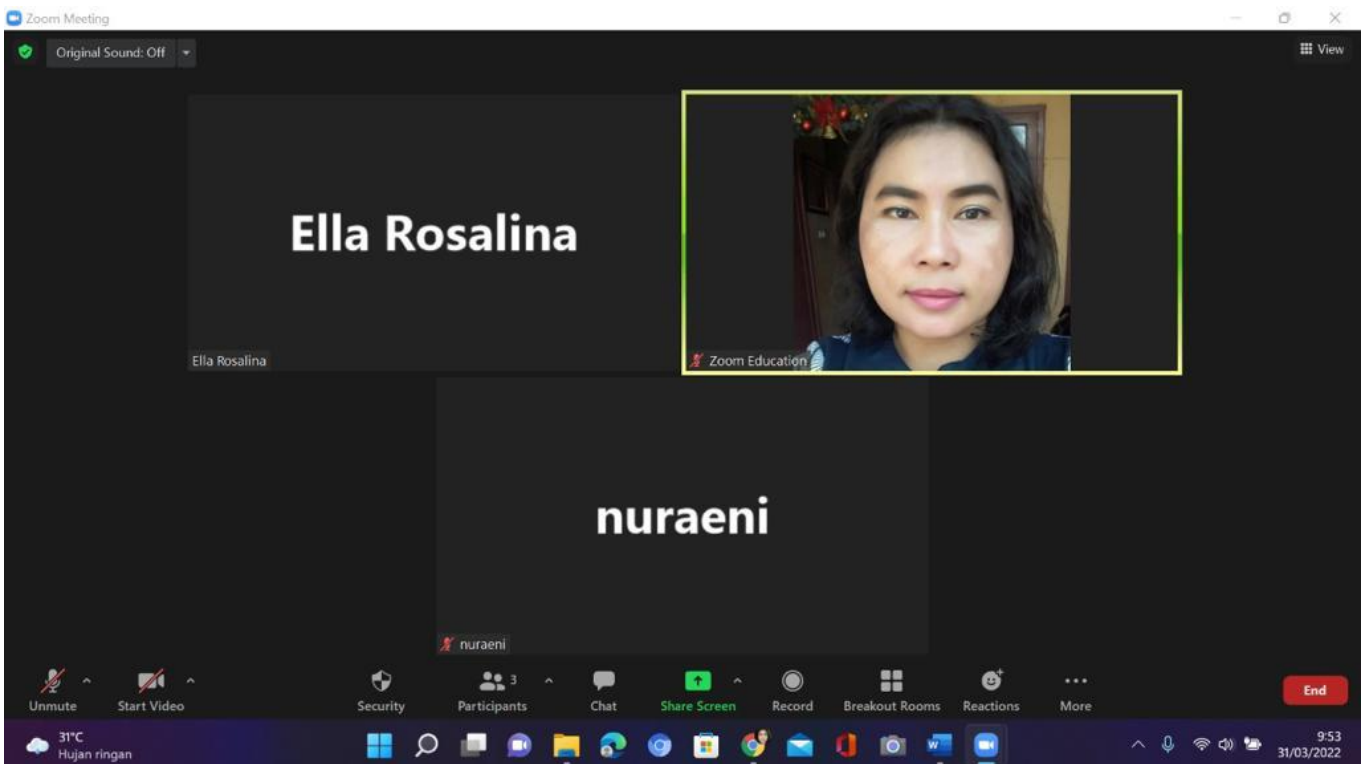 Zoom Meeting
Original Sound: Off
View
Ella Rosalina
Ella Rosalina
Zoom Education
nuraeni
nuraeni
Unmute
Start Video
Security
3
Participants
Chat
Share Screen
Record
Breakout Rooms
Reactions
More
End
31°C
Hujan ringan
9:53
31/03/2022